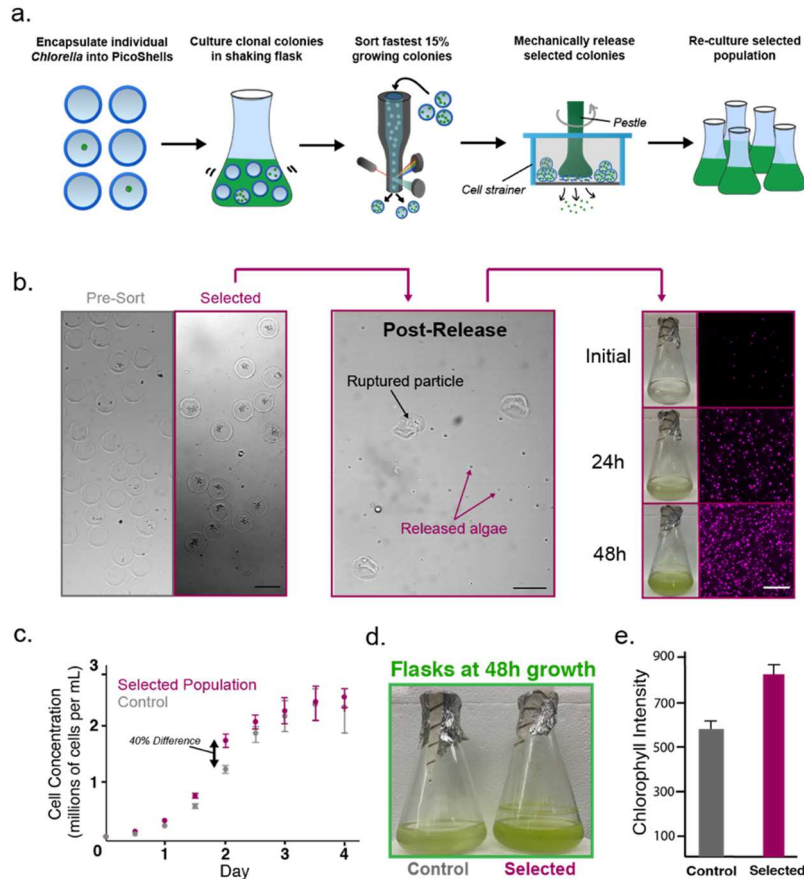 a.
Encapsulate individual
Chlorella into PicoShells
Culture clonal colonies
in shaking flask
Sort fastest 15%
growing colonies
Mechanically release
selected colonies
Re-culture selected
population
Pestle
Cell strainer
b.
Pre-Sort
Selected
Post-Release
Ruptured particle
Released algae
Initial
24h
48h
c.
Cell Concentration
(millions of cells per mL)
3
2
1
0
Selected Population
Control
40% Difference
1
2
3
4
Day
d.
Flasks at 48h growth
Control
Selected
e.
Chlorophyll Intensity
900
700
500
300
100
Control
Selected